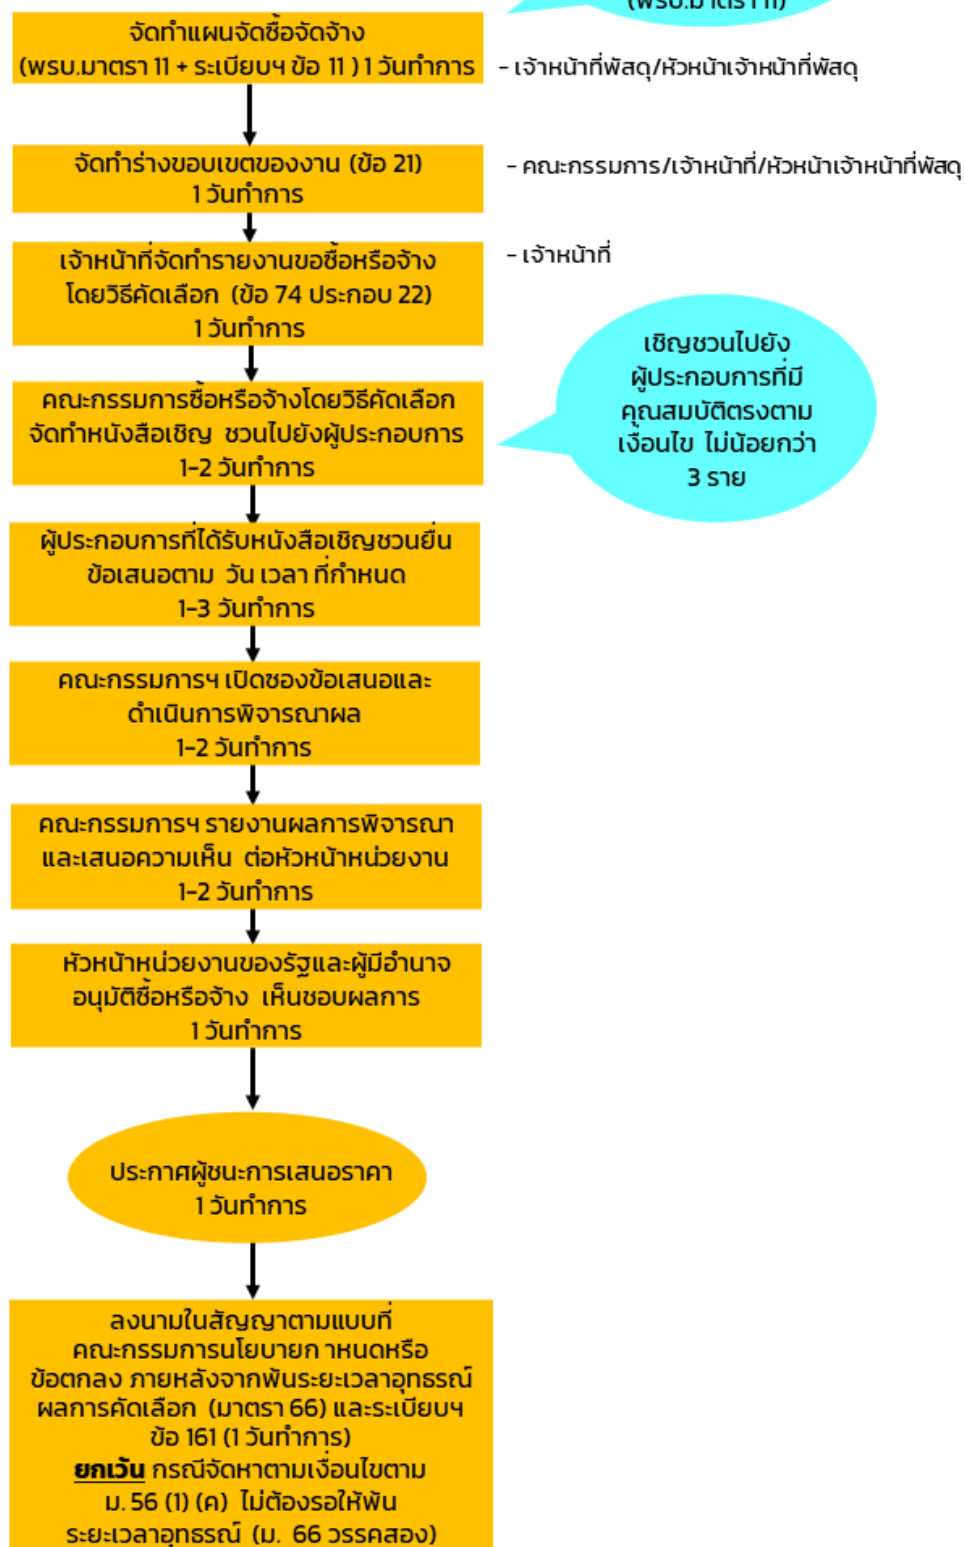 (พรบ.มาตรา 11)
จัดทำแผนจัดซื้อจัดจ้าง
(พรบ.มาตรา 11 + ระเบียบฯ ข้อ 11 ) 1 วันทำการ
- เจ้าหน้าที่พัสดุ/หัวหน้าเจ้าหน้าที่พัสดุ
จัดทำร่างขอบเขตของงาน (ข้อ 21)
1 วันทำการ
- คณะกรรมการ/เจ้าหน้าที่/หัวหน้าเจ้าหน้าที่พัสดุ
เจ้าหน้าที่จัดทำรายงานขอซื้อหรือจ้าง
โดยวิธีคัดเลือก (ข้อ 74 ประกอบ 22)
1 วันทำการ
- เจ้าหน้าที่
คณะกรรมการซื้อหรือจ้างโดยวิธีคัดเลือก
จัดทำหนังสือเชิญ ชวนไปยังผู้ประกอบการ
1-2 วันทำการ
เชิญชวนไปยัง
ผู้ประกอบการที่มี
คุณสมบัติตรงตาม
เงื่อนไข ไม่น้อยกว่า
3 ราย
ผู้ประกอบการที่ได้รับหนังสือเชิญชวนยื่น
ข้อเสนอตาม วัน เวลา ที่กำหนด
1-3 วันทำการ
คณะกรรมการฯ เปิดซองข้อเสนอและ
ดำเนินการพิจารณาผล
1-2 วันทำการ
คณะกรรมการฯ รายงานผลการพิจารณา
และเสนอความเห็น ต่อหัวหน้าหน่วยงาน
1-2 วันทำการ
หัวหน้าหน่วยงานของรัฐและผู้มีอำนาจ
อนุมัติซื้อหรือจ้าง เห็นชอบผลการ
1 วันทำการ
ประกาศผู้ชนะการเสนอราคา
1 วันทำการ
ลงนามในสัญญาตามแบบที่
คณะกรรมการนโยบายก าหนดหรือ
ข้อตกลง ภายหลังจากพ้นระยะเวลาอุทธรณ์
ผลการคัดเลือก (มาตรา 66) และระเบียบฯ
ข้อ 161 (1 วันทำการ)
ยกเว้น กรณีจัดหาตามเงื่อนไขตาม
ม. 56 (1) (ค) ไม่ต้องรอให้พ้น
ระยะเวลาอุทธรณ์ (ม. 66 วรรคสอง)